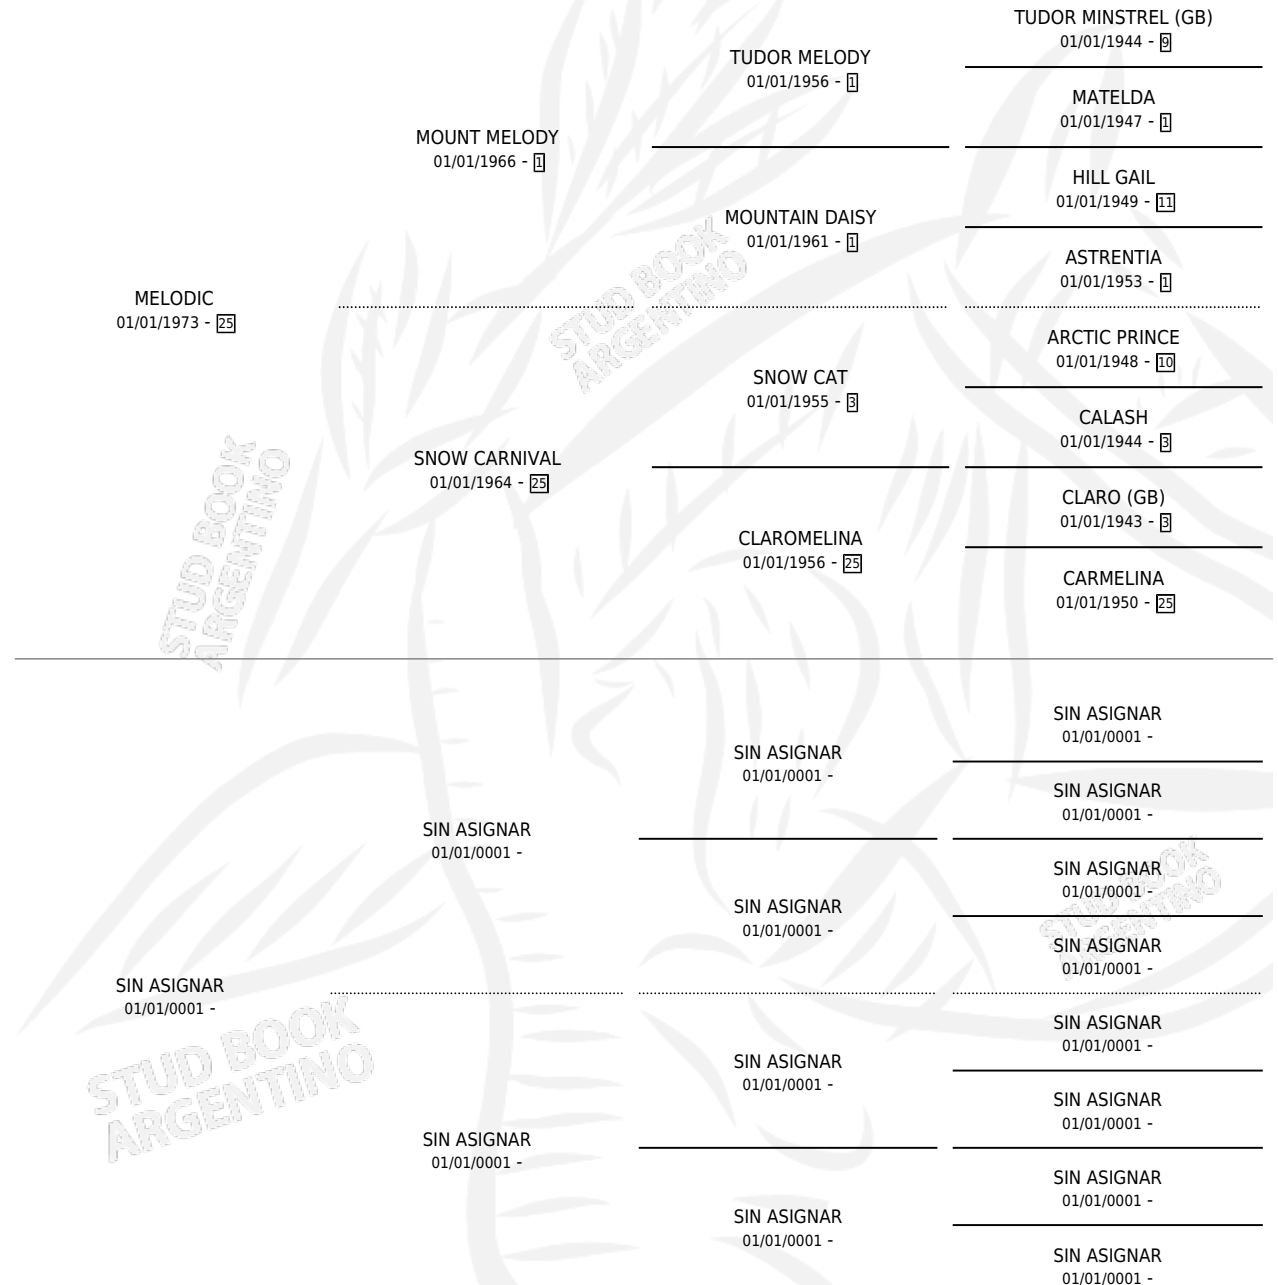 TUDOR MINSTREL (GB)
01/01/1944 - 9
TUDOR MELODY
01/01/1956 - 1
MATELDA
01/01/1947 - 1
MOUNT MELODY
01/01/1966 - 1
HILL GAIL
01/01/1949 - 11
MOUNTAIN DAISY
01/01/1961 - 1
ASTRENTIA
01/01/1953 - 1
MELODIC
01/01/1973 - 25
STUD BOOK
ARGENTINO
ARCTIC PRINCE
01/01/1948 - 10
SNOW CAT
01/01/1955 - 3
CALASH
01/01/1944 - 3
SNOW CARNIVAL
01/01/1964 - 25
CLARO (GB)
01/01/1943 - 3
CLAROMELINA
01/01/1956 - 25
CARMELINA
01/01/1950 - 25
STUD BOOK
ARGENTINO
SIN ASIGNAR
01/01/0001 -
SIN ASIGNAR
01/01/0001 -
SIN ASIGNAR
01/01/0001 -
SIN ASIGNAR
01/01/0001 -
SIN ASIGNAR
01/01/0001 -
SIN ASIGNAR
01/01/0001 -
SIN ASIGNAR
01/01/0001 -
STUD BOOK
ARGENTINO
SIN ASIGNAR
01/01/0001 -
SIN ASIGNAR
01/01/0001 -
SIN ASIGNAR
01/01/0001 -
SIN ASIGNAR
01/01/0001 -
STUD BOOK
ARGENTINO
SIN ASIGNAR
01/01/0001 -
SIN ASIGNAR
01/01/0001 -
SIN ASIGNAR
01/01/0001 -
SIN ASIGNAR
01/01/0001 -